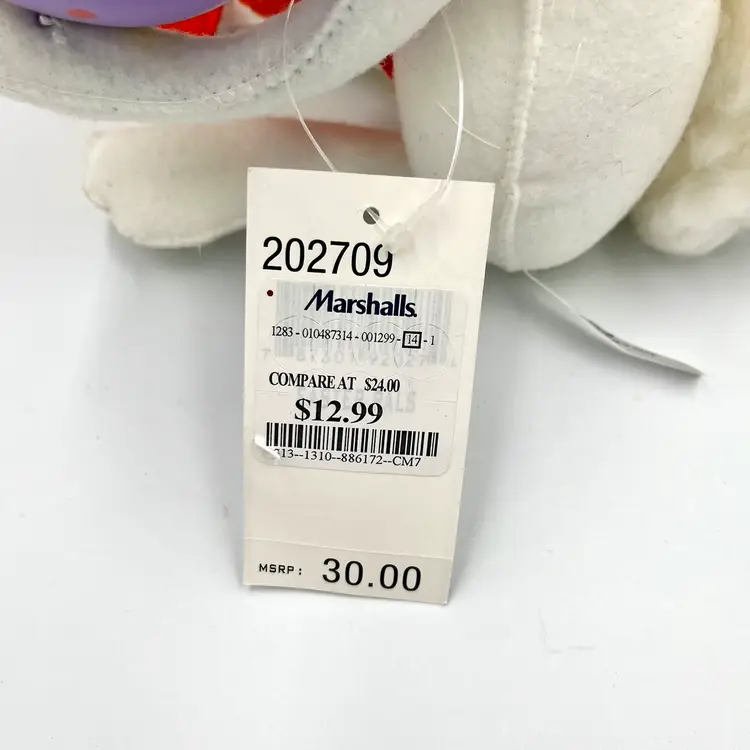 202709
Marshalls.
1283 - 010487314 - 001299 - 14 - 1
COMPARE AT $24.00
$12.99
13--1310--886172--CM7
MSRP: 30.00